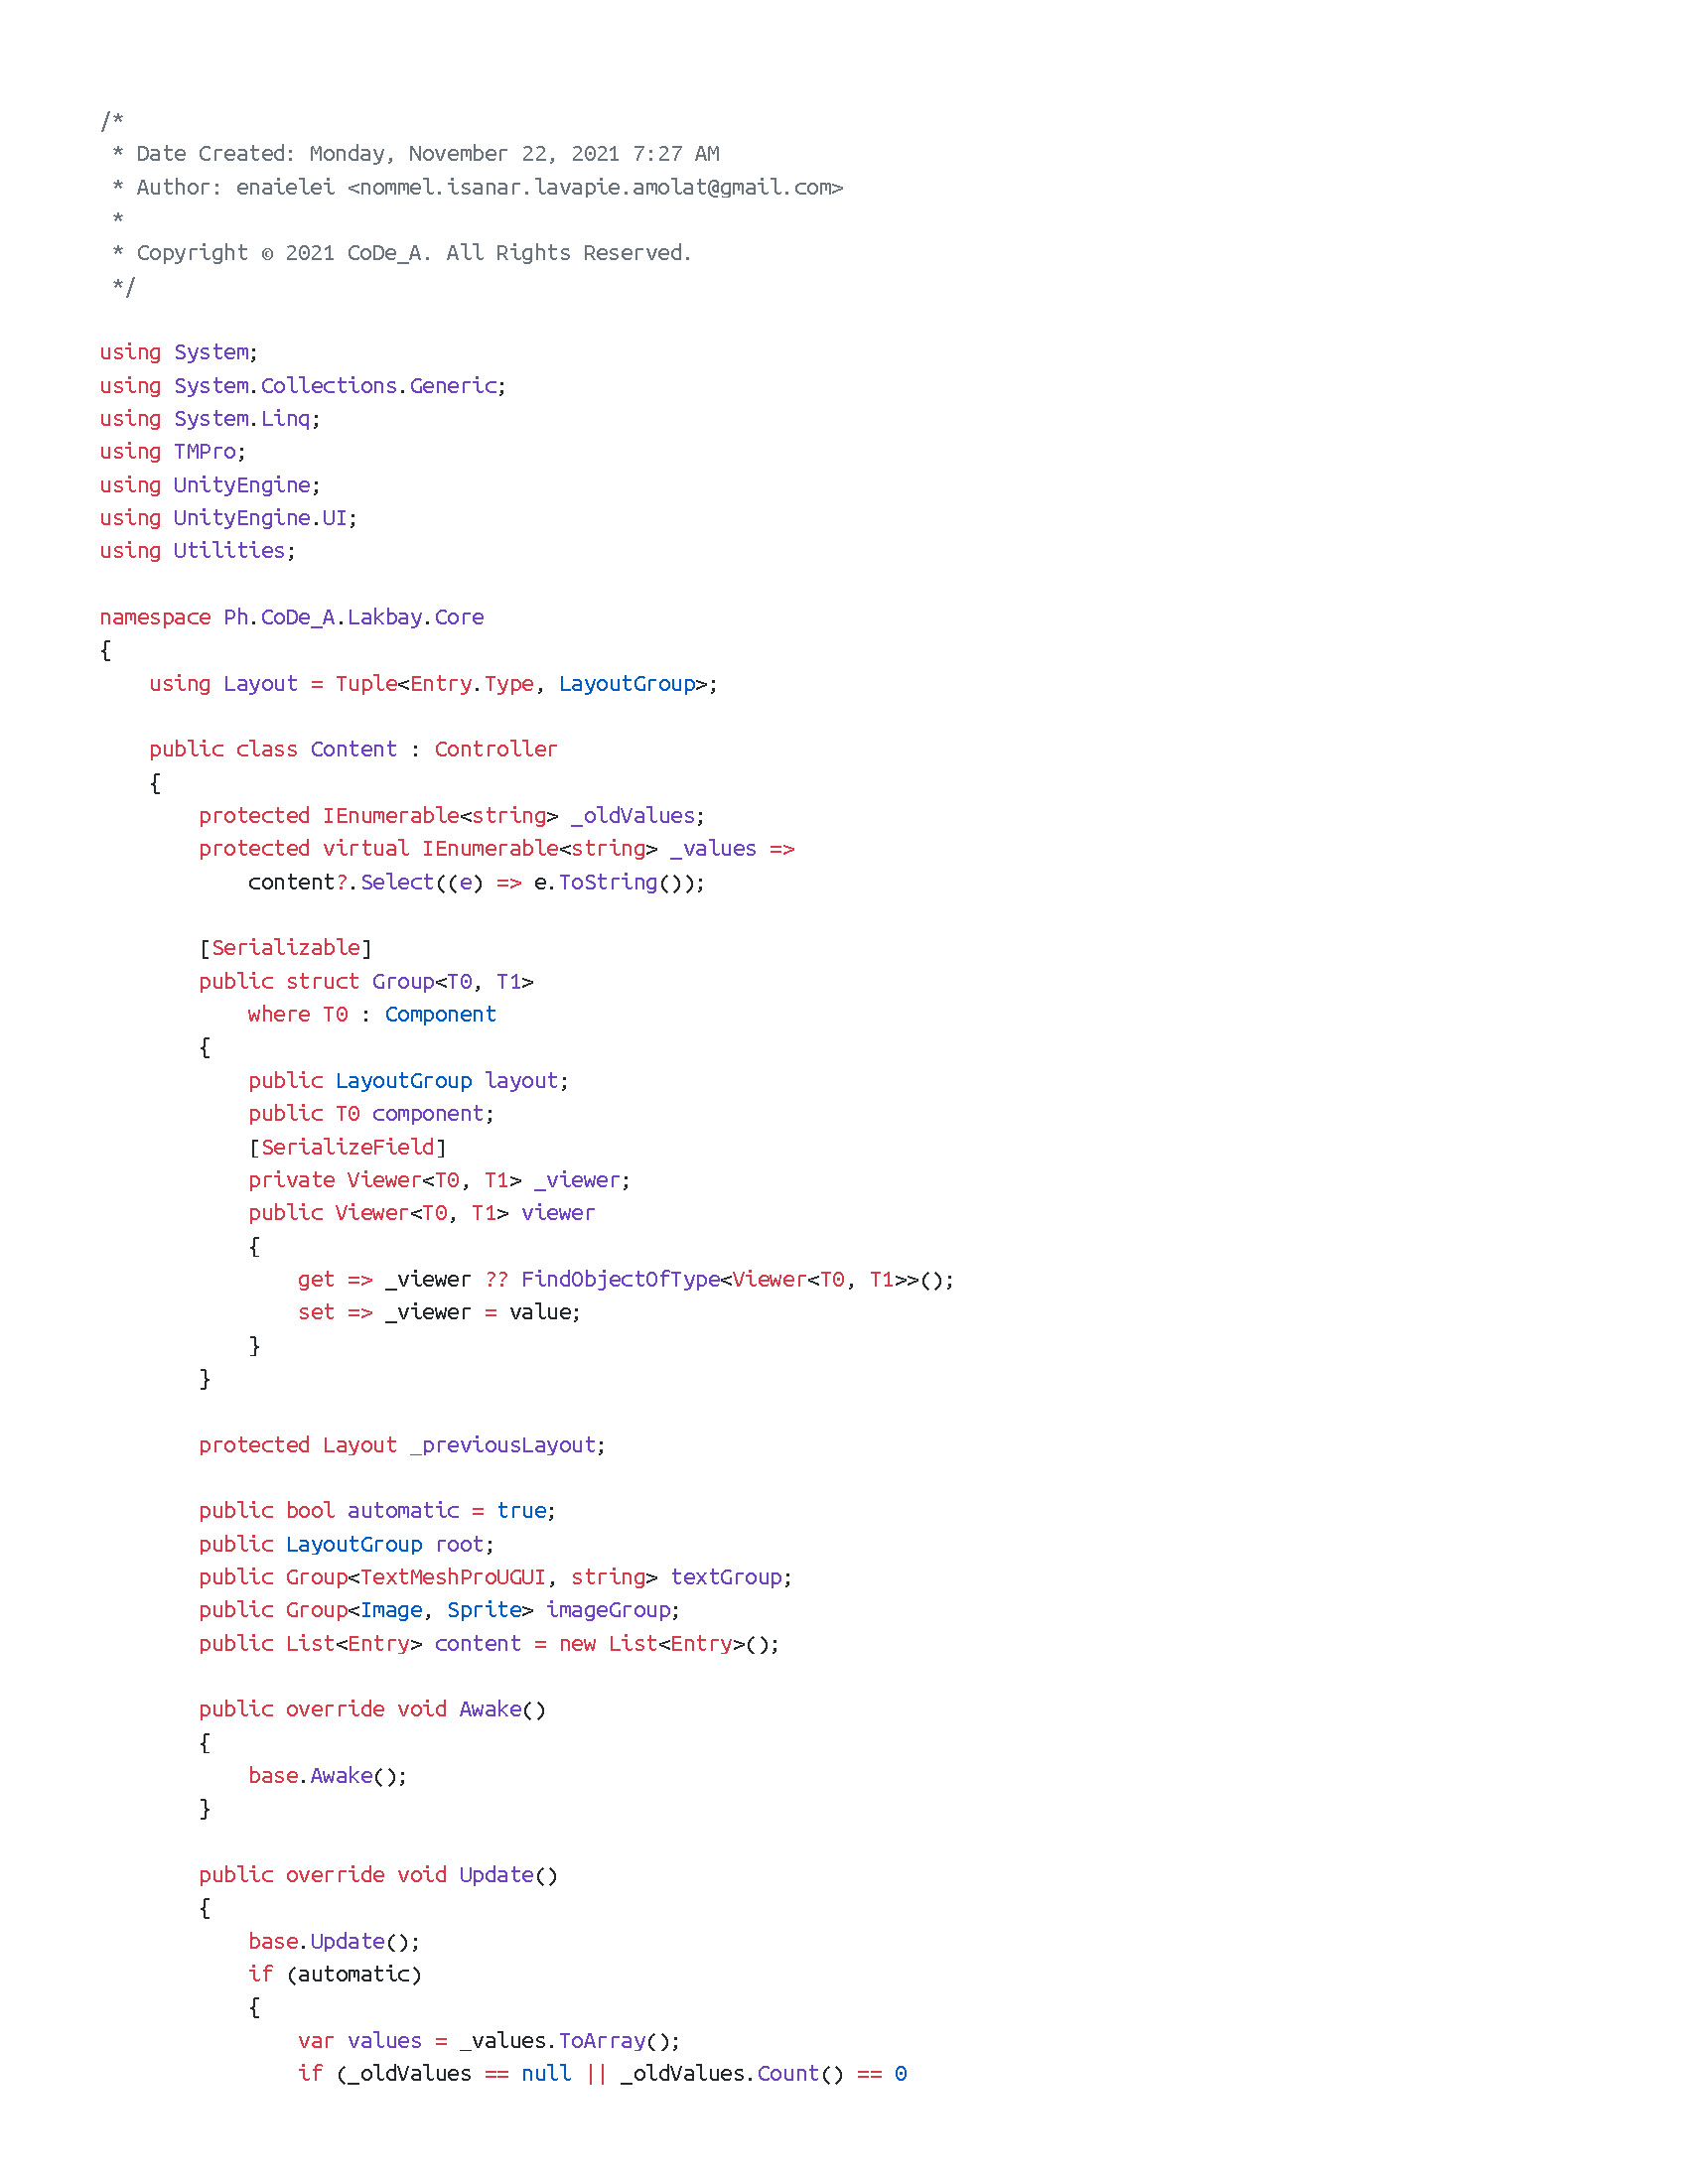 /*
 * Date Created: Monday, November 22, 2021 7:27 AM
 * Author: enaielei <nommel.isanar.lavapie.amolat@gmail.com>
 *
 * Copyright © 2021 CoDe_A. All Rights Reserved.
 */

using System;
using System.Collections.Generic;
using System.Linq;
using TMPro;
using UnityEngine;
using UnityEngine.UI;
using Utilities;

namespace Ph.CoDe_A.Lakbay.Core
{
    using Layout = Tuple<Entry.Type, LayoutGroup>;

    public class Content : Controller
    {
        protected IEnumerable<string> _oldValues;
        protected virtual IEnumerable<string> _values =>
            content?.Select((e) => e.ToString());

        [Serializable]
        public struct Group<T0, T1>
            where T0 : Component
        {
            public LayoutGroup layout;
            public T0 component;
            [SerializeField]
            private Viewer<T0, T1> _viewer;
            public Viewer<T0, T1> viewer
            {
                get => _viewer ?? FindObjectOfType<Viewer<T0, T1>>();
                set => _viewer = value;
            }
        }

        protected Layout _previousLayout;

        public bool automatic = true;
        public LayoutGroup root;
        public Group<TextMeshProUGUI, string> textGroup;
        public Group<Image, Sprite> imageGroup;
        public List<Entry> content = new List<Entry>();

        public override void Awake()
        {
            base.Awake();
        }

        public override void Update()
        {
            base.Update();
            if (automatic)
            {
                var values = _values.ToArray();
                if (_oldValues == null || _oldValues.Count() == 0